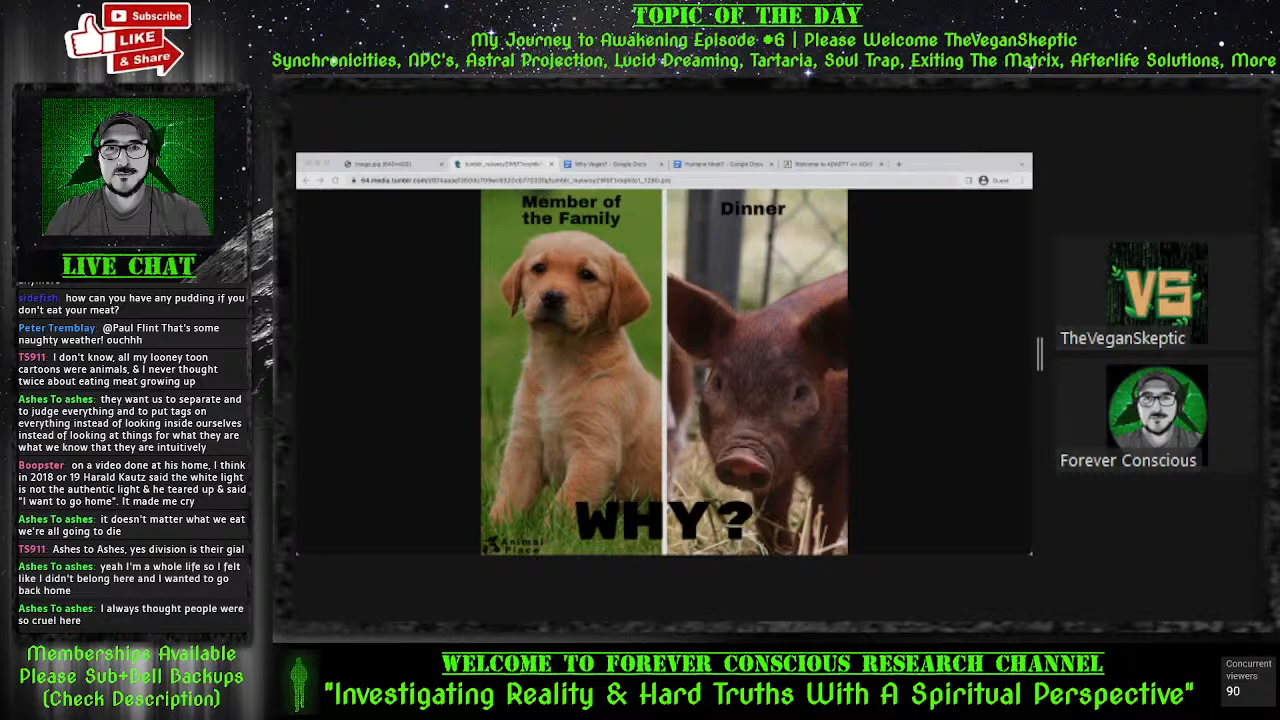 Subscribe
LIKE
& Share
TOPIC OF THE DAY
My Journey to Awakening Episode #6 | Please Welcome TheVeganSkeptic
Synchronicities, NPC's, Astral Projection, Lucid Dreaming, Tartaria, Soul Trap, Exiting The Matrix, Afterlife Solutions, More
LIVE CHAT
sidefish: how can you have any pudding if you
don't eat your meat?
Peter Tremblay: @Paul Flint That's some
naughty weather! ouchhh
TS911: I don't know, all my looney toon
cartoons were animals, & I never thought
twice about eating meat growing up
Ashes To ashes: they want us to separate and
to judge everything and to put tags on
everything instead of looking inside ourselves
instead of looking at things for what they are
what we know that they are intuitively
Boopster: on a video done at his home, I think
in 2018 or 19 Harald Kautz said the white light
is not the authentic light & he teared up & said
"I want to go home". It made me cry
Ashes To ashes: it doesn't matter what we eat
we're all going to die
TS911: Ashes to Ashes, yes division is their gial
Ashes To ashes: yeah I'm a whole life so I felt
like I didn't belong here and I wanted to go
back home
Ashes To ashes: I always thought people were
so cruel here
Memberships Available
Please Sub+Bell Backups
(Check Description)
Why Vegan? - Google Docs
Humane Meat? - Google Docs
Guest
Member of
the Family
Dinner
WHY?
Animal
Place
VS
TheVeganSkeptic
Forever Conscious
WELCOME TO FOREVER CONSCIOUS RESEARCH CHANNEL
"Investigating Reality & Hard Truths With A Spiritual Perspective"
Concurrent
viewers
90